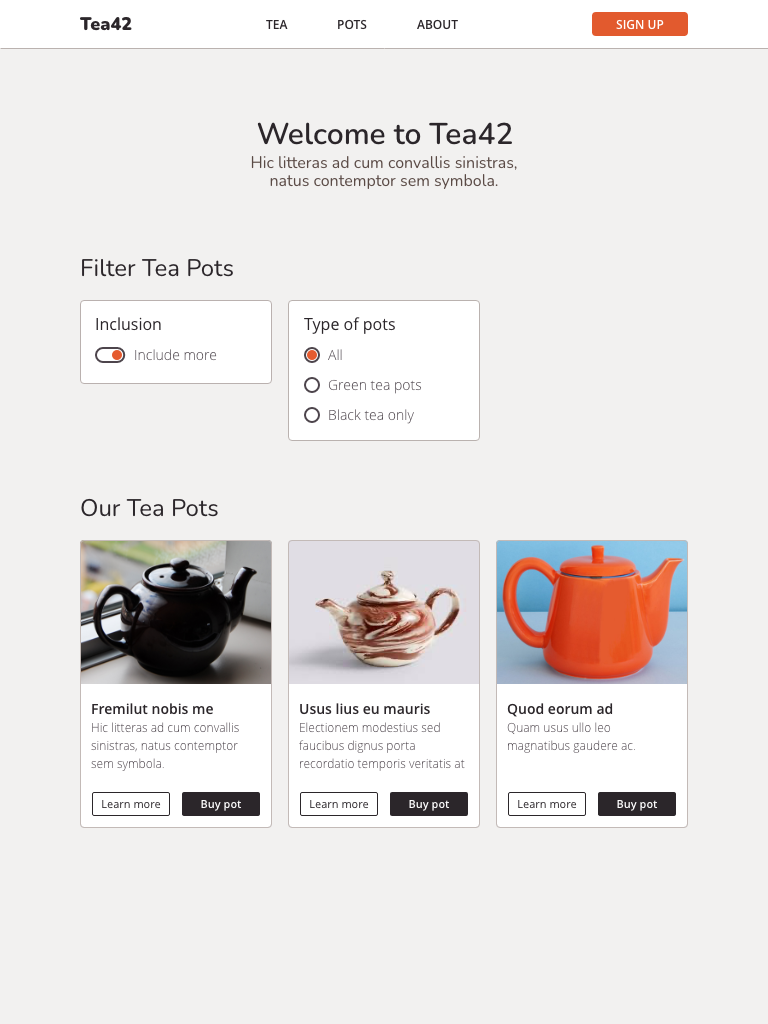 Tea42
TEA
POTS
ABOUT
SIGN UP
Welcome to Tea42
Hic litteras ad cum convallis sinistras,
natus contemptor sem symbola.
Filter Tea Pots
Inclusion
Include more
Type of pots
All
Green tea pots
Black tea only
Our Tea Pots
Fremilut nobis me
Hic litteras ad cum convallis
sinistras, natus contemptor
sem symbola.
Learn more
Buy pot
Usus lius eu mauris
Electionem modestius sed
faucibus dignus porta
recordatio temporis veritatis at
Learn more
Buy pot
Quod eorum ad
Quam usus ullo leo
magnatibus gaudere ac.
Learn more
Buy pot